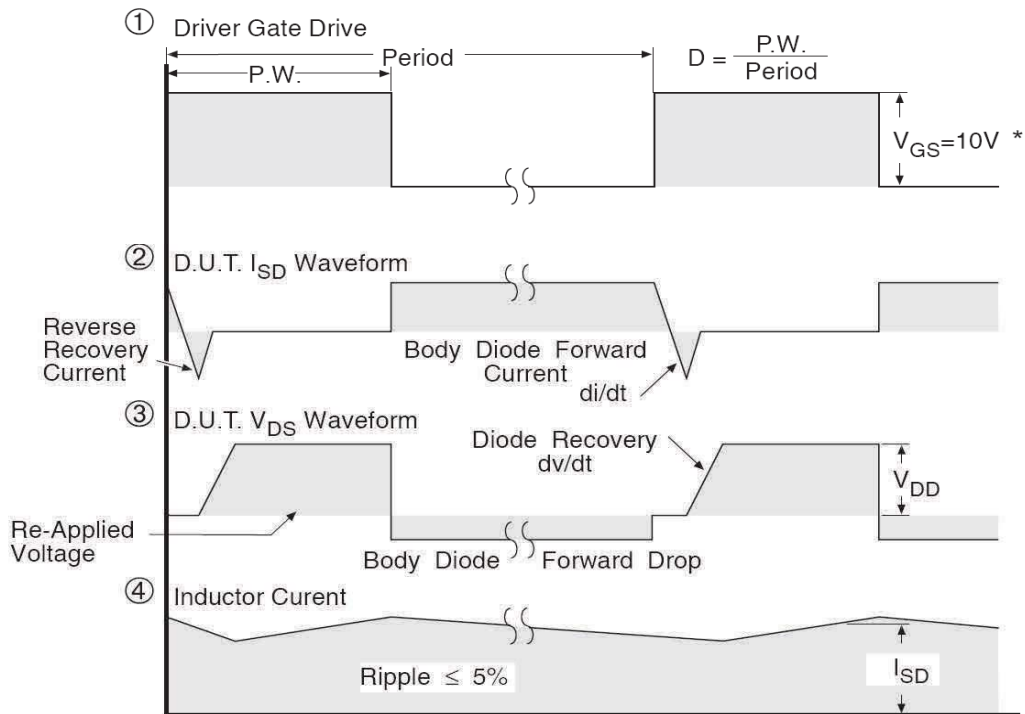 ① Driver Gate Drive
P.W.
Period
D = P.W.
Period
V_GS=10V *
② D.U.T. I_SD Waveform
Reverse
Recovery
Current
Body Diode Forward
Current
di/dt
③ D.U.T. V_DS Waveform
Diode Recovery
dv/dt
V_DD
Re-Applied
Voltage
Body Diode Forward Drop
④ Inductor Curent
Ripple ≤ 5%
I_SD